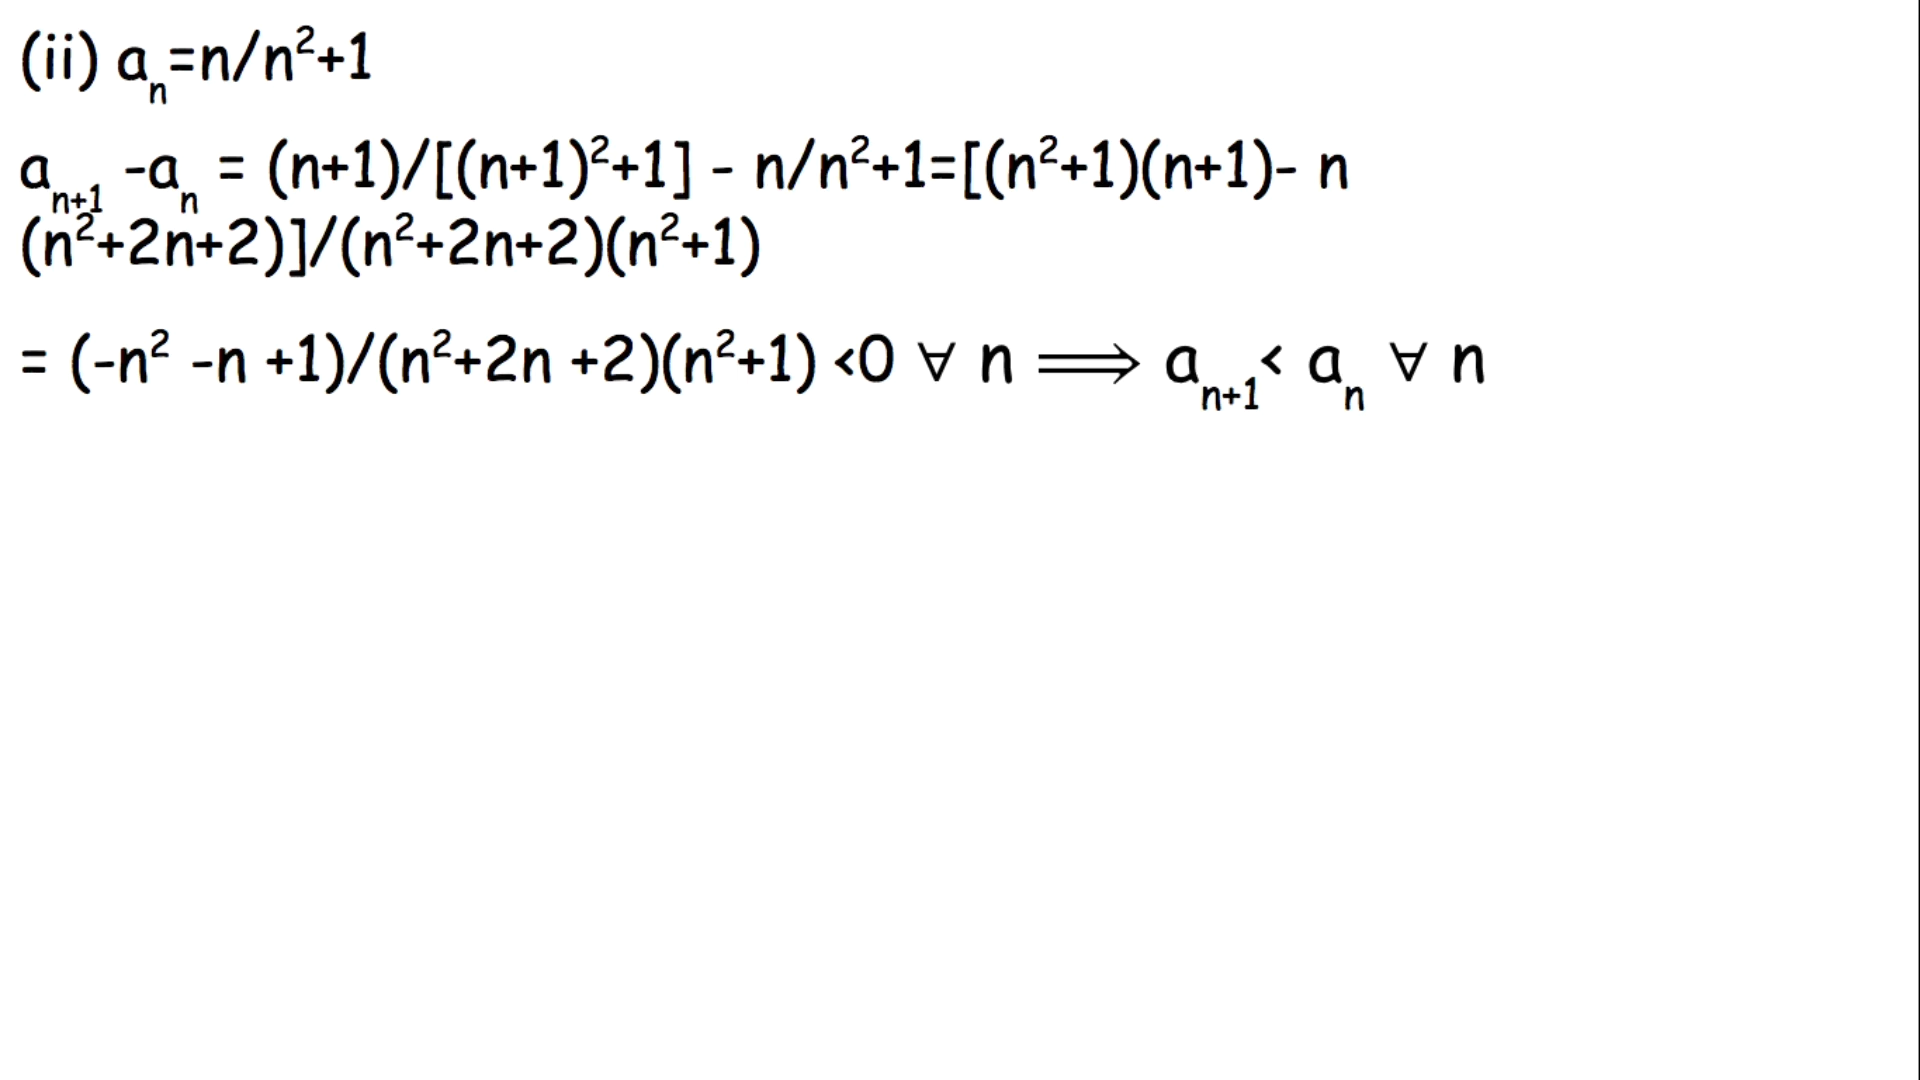 (ii) aₙ=n/n²+1
aₙ₊₁ -aₙ = (n+1)/[(n+1)²+1] - n/n²+1=[(n²+1)(n+1)- n
(n²+2n+2)]/(n²+2n+2)(n²+1)
= (-n² -n +1)/(n²+2n +2)(n²+1) <0 ∀ n ⟹ aₙ₊₁< aₙ ∀ n